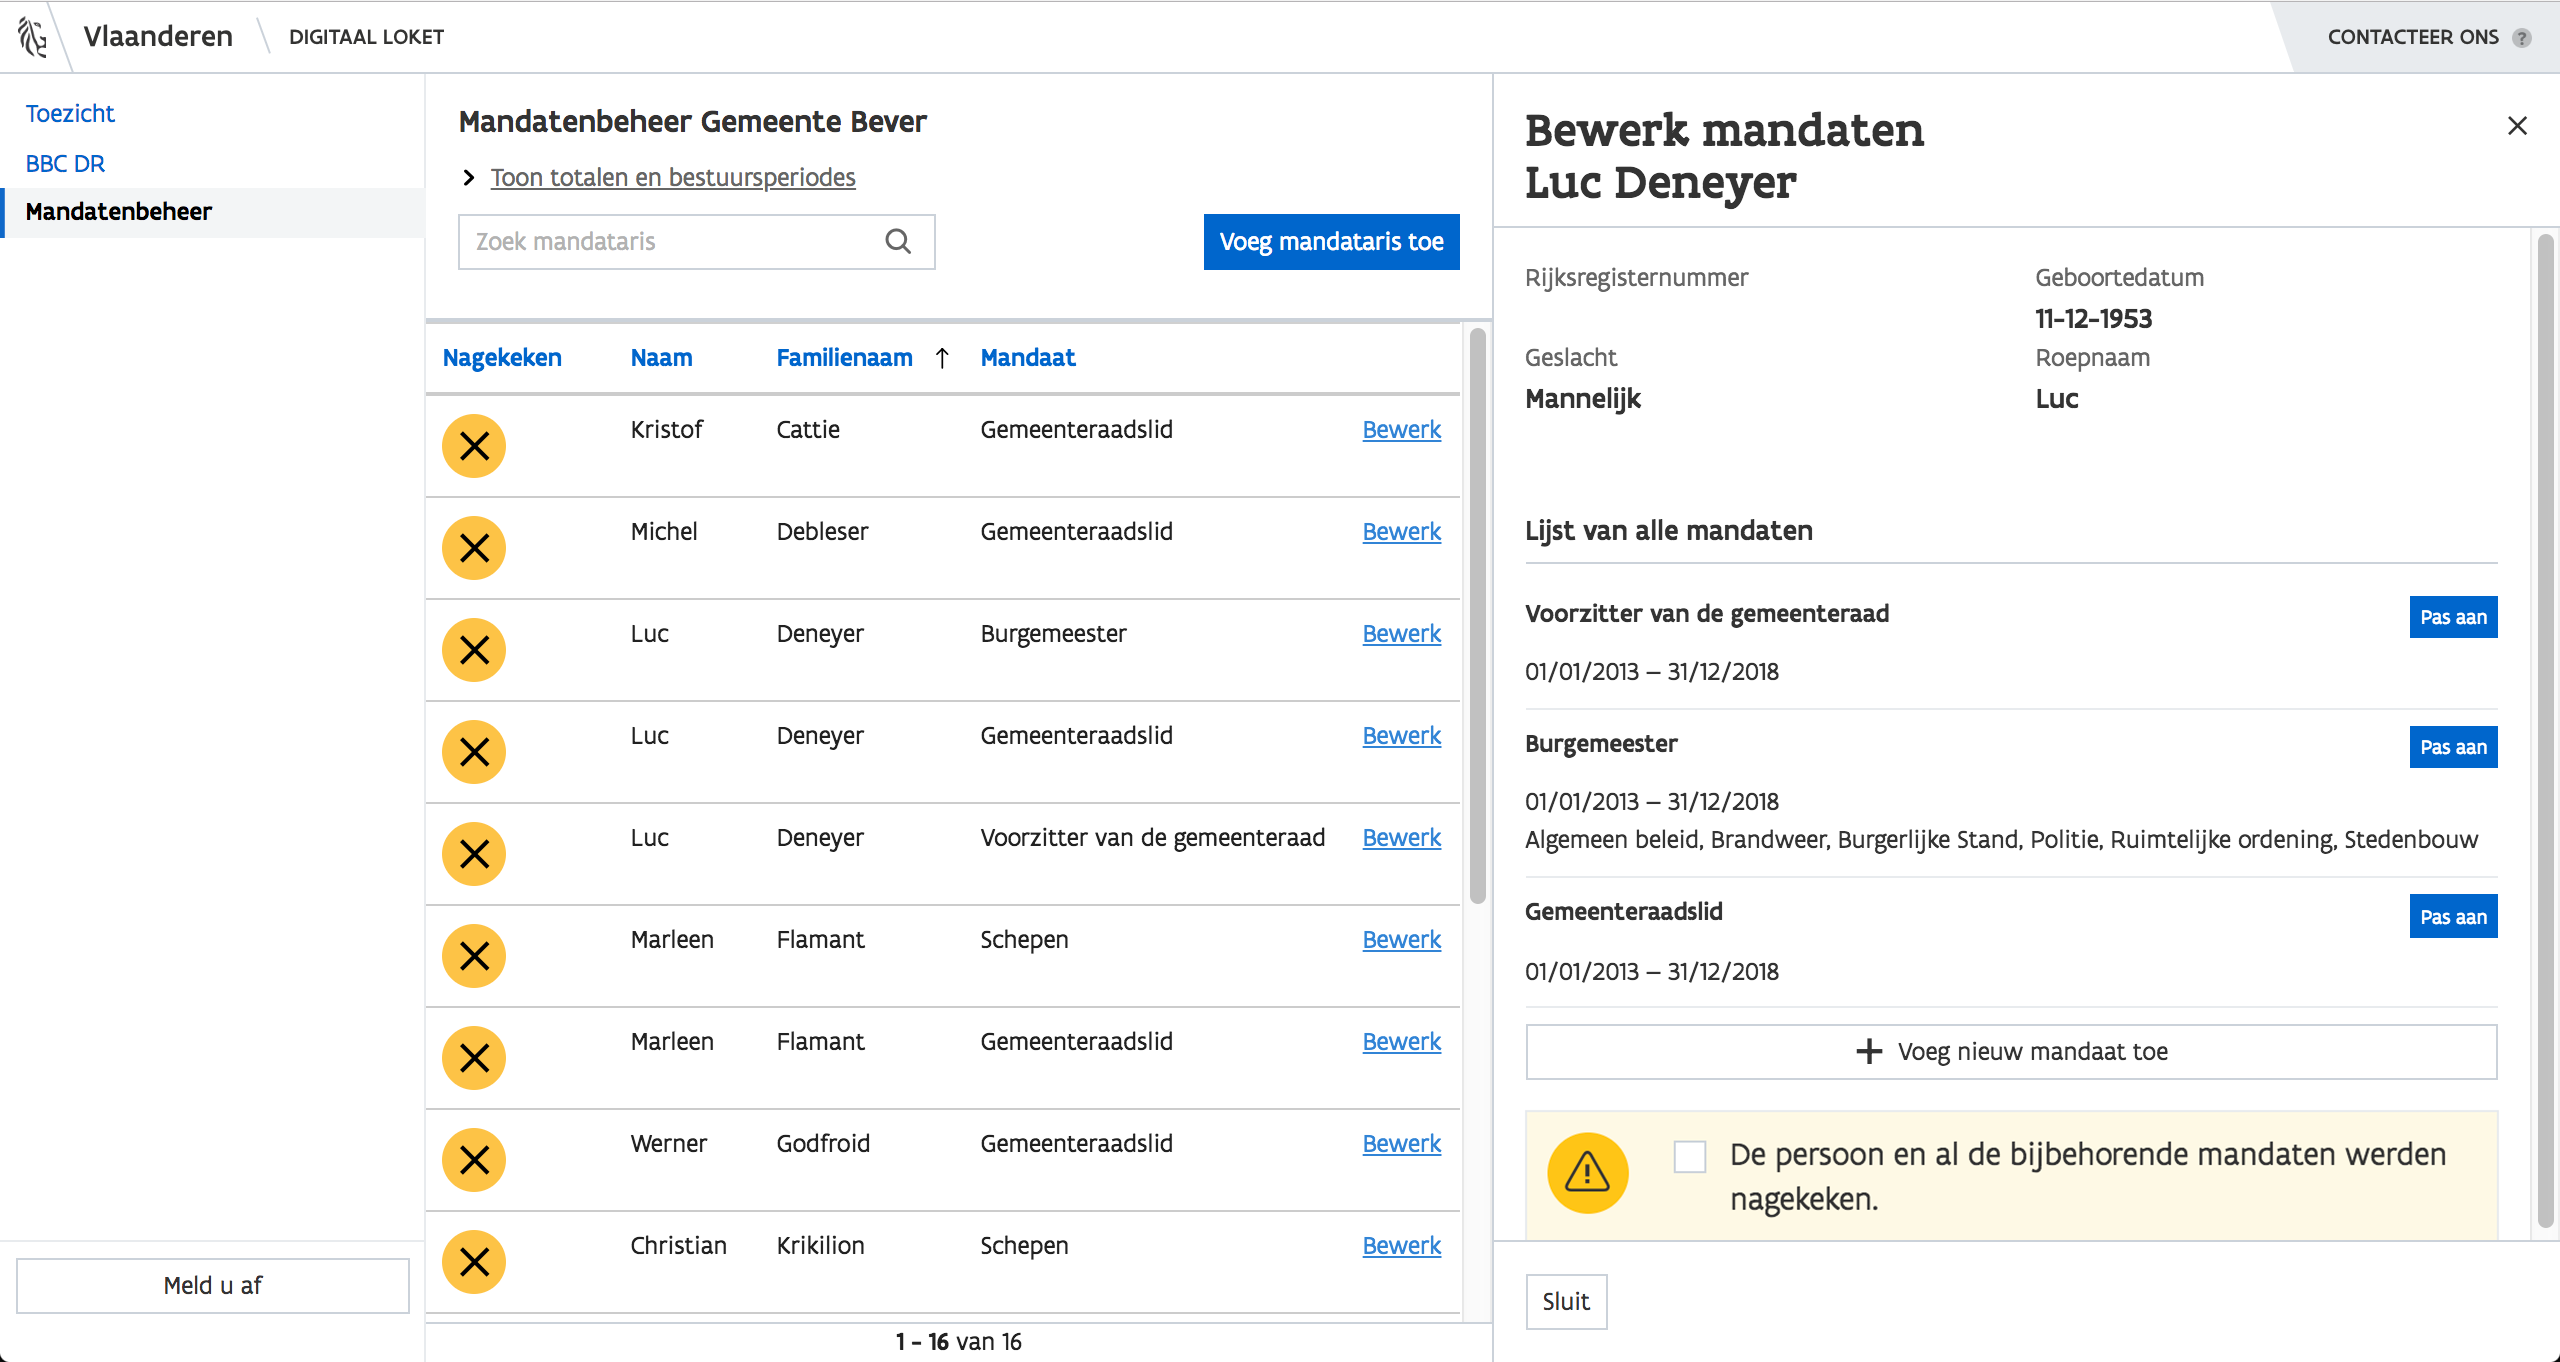 Vlaanderen
DIGITAAL LOKET
CONTACTEER ONS ?
Toezicht
BBC DR
Mandatenbeheer
Meld u af
Mandatenbeheer Gemeente Bever
Toon totalen en bestuursperiodes
Zoek mandataris
Voeg mandataris toe
Nagekeken Naam Familienaam ↑ Mandaat
Kristof Cattie Gemeenteraadslid Bewerk
Michel Debleser Gemeenteraadslid Bewerk
Luc Deneyer Burgemeester Bewerk
Luc Deneyer Gemeenteraadslid Bewerk
Luc Deneyer Voorzitter van de gemeenteraad Bewerk
Marleen Flamant Schepen Bewerk
Marleen Flamant Gemeenteraadslid Bewerk
Werner Godfroid Gemeenteraadslid Bewerk
Christian Krikilion Schepen Bewerk
1 - 16 van 16
Bewerk mandaten
Luc Deneyer
Rijksregisternummer
Geboortedatum
11-12-1953
Geslacht
Mannelijk
Roepnaam
Luc
Lijst van alle mandaten
Voorzitter van de gemeenteraad
Pas aan
01/01/2013 – 31/12/2018
Burgemeester
Pas aan
01/01/2013 – 31/12/2018
Algemeen beleid, Brandweer, Burgerlijke Stand, Politie, Ruimtelijke ordening, Stedenbouw
Gemeenteraadslid
Pas aan
01/01/2013 – 31/12/2018
Voeg nieuw mandaat toe
De persoon en al de bijbehorende mandaten werden
nagekeken.
Sluit